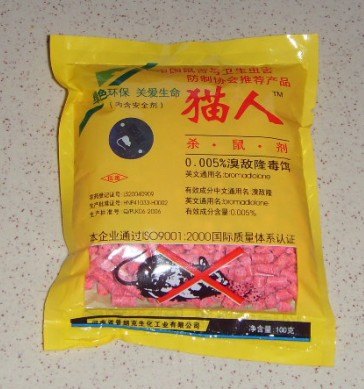 中国鼠害与卫生虫害
防制协会推荐产品
绿色环保 关爱生命
（内含安全剂）
猫人™
杀·鼠·剂
0.005%溴敌隆毒饵
英文通用名:bromadiolone
有效成分中文通用名:溴敌隆
英文通用名:bromadiolone
有效成分含量:0.005%
低毒
本企业通过ISO9001:2000国际质量体系认证
净含量:100克